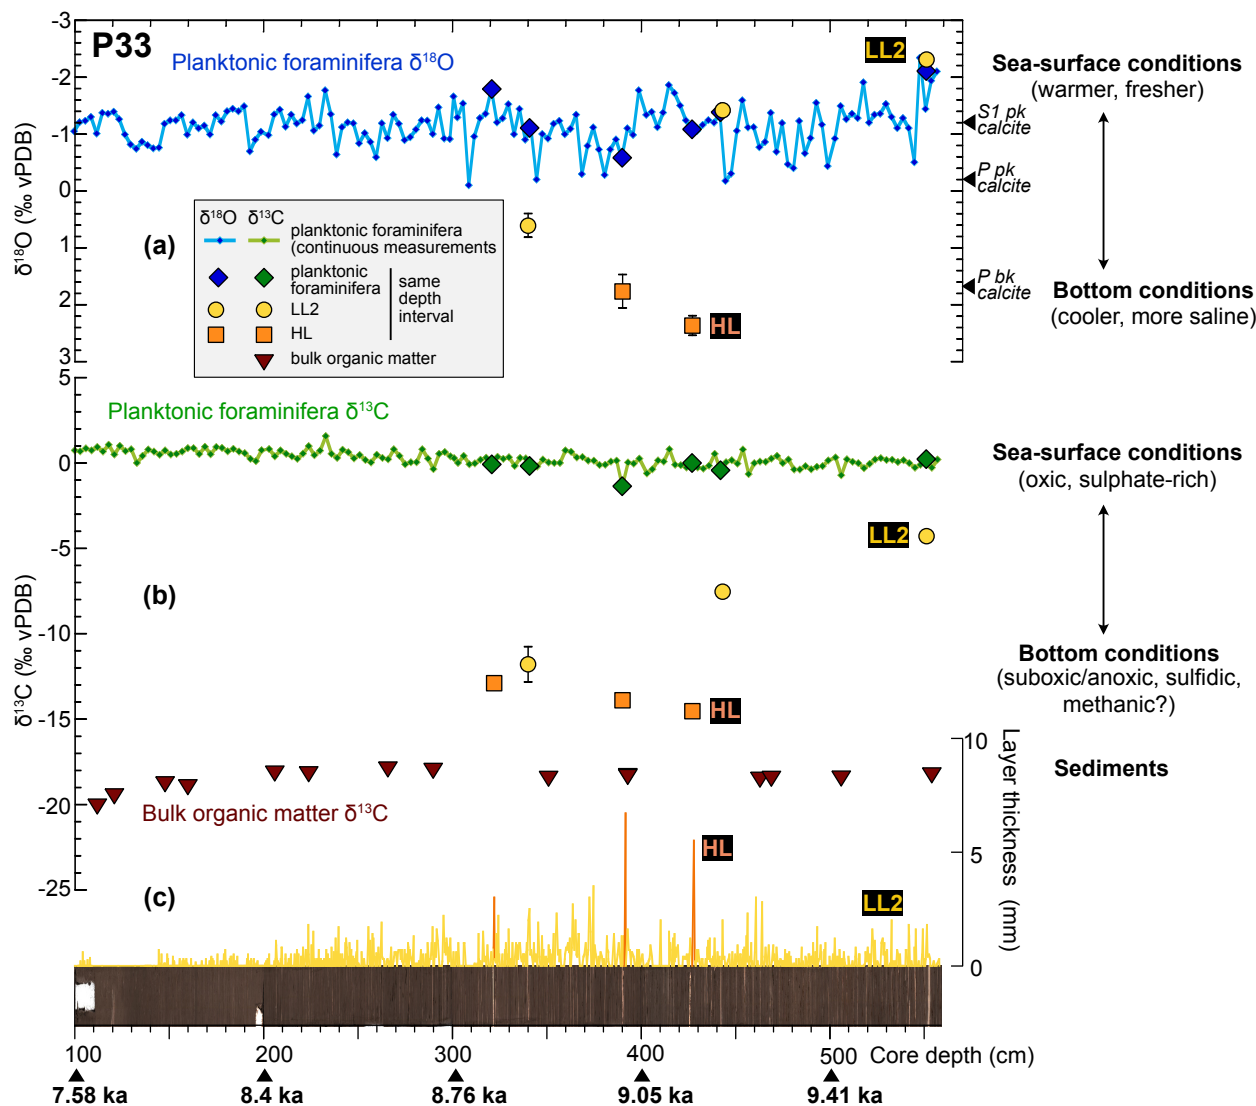 P33
Planktonic foraminifera δ¹⁸O
LL2
-3
-2
-1
0
1
2
3
δ¹⁸O (‰ vPDB)
(a)
δ¹⁸O δ¹³C
planktonic foraminifera
(continuous measurements
planktonic
foraminifera
LL2
HL
same
depth
interval
bulk organic matter
HL
S1 pk
calcite
P pk
calcite
P bk
calcite
Sea-surface conditions
(warmer, fresher)
Bottom conditions
(cooler, more saline)
5
0
-5
-10
-15
-20
-25
δ¹³C (‰ vPDB)
Planktonic foraminifera δ¹³C
LL2
(b)
HL
Bulk organic matter δ¹³C
Sea-surface conditions
(oxic, sulphate-rich)
Bottom conditions
(suboxic/anoxic, sulfidic,
methanic?)
Sediments
10
5
0
Layer thickness (mm)
HL
(c)
LL2
100
200
300
400
500
Core depth (cm)
7.58 ka
8.4 ka
8.76 ka
9.05 ka
9.41 ka